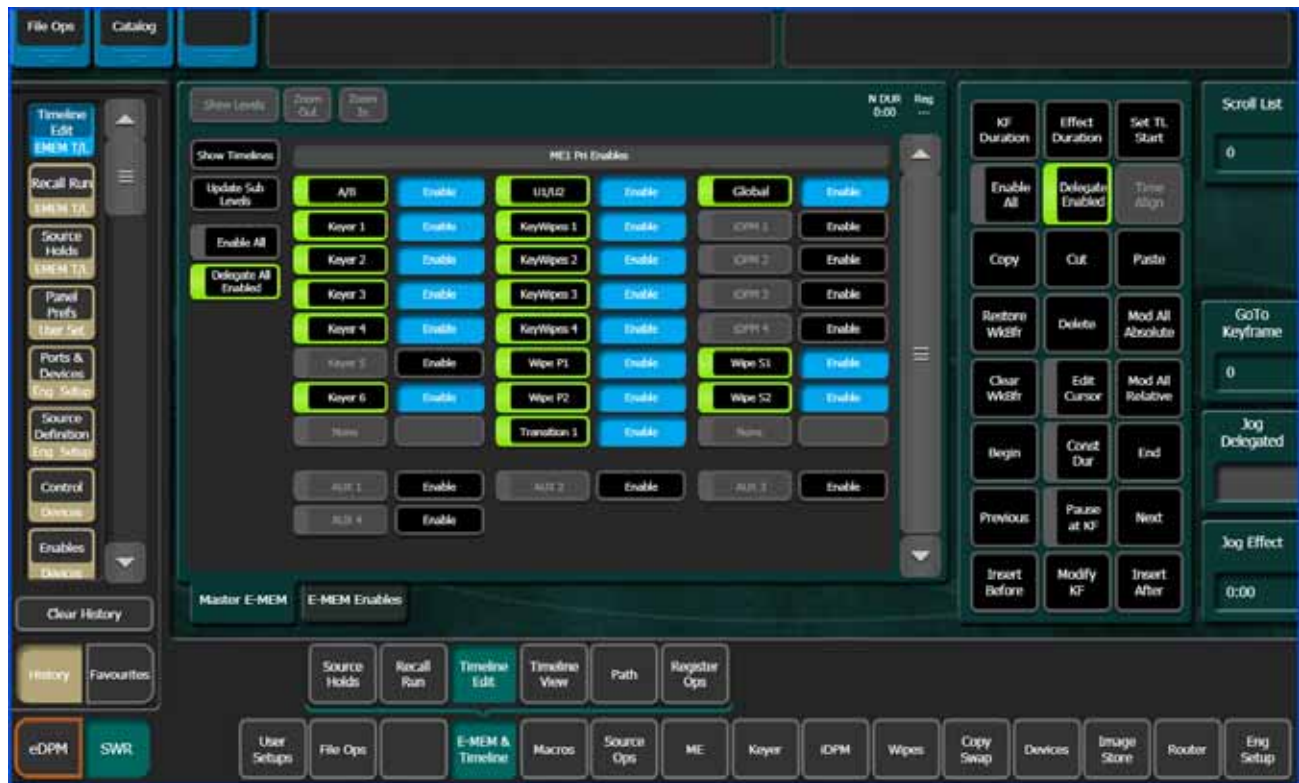 File Ops
Catalog
Timeline
Edit
EMEM T/L
Recall Run
EMEM T/L
Source
Holds
EMEM T/L
Panel
Prefs
User Set.
Ports &
Devices
Eng. Setup
Source
Definition
Eng. Setup
Control
Devices
Enables
Devices
Clear History
History
Favourites
eDPM
SWR
Show Levels
Zoom
Out
Zoom
In
N DUR
0:00
Reg
---
Show Timelines
Update Sub
Levels
Enable All
Delegate All
Enabled
ME1 Pri Enables
A/B Enable U1/U2 Enable Global Enable
Keyer 1 Enable KeyWipes 1 Enable iDPM 1 Enable
Keyer 2 Enable KeyWipes 2 Enable iDPM 2 Enable
Keyer 3 Enable KeyWipes 3 Enable iDPM 3 Enable
Keyer 4 Enable KeyWipes 4 Enable iDPM 4 Enable
Keyer 5 Enable Wipe P1 Enable Wipe S1 Enable
Keyer 6 Enable Wipe P2 Enable Wipe S2 Enable
None Transition 1 Enable None
AUX 1 Enable AUX 2 Enable AUX 3 Enable
AUX 4 Enable
Master E-MEM
E-MEM Enables
KF
Duration
Effect
Duration
Set TL
Start
Enable
All
Delegate
Enabled
Time
Align
Copy
Cut
Paste
Restore
WkBfr
Delete
Mod All
Absolute
Clear
WkBfr
Edit
Cursor
Mod All
Relative
Begin
Const
Dur
End
Previous
Pause
at KF
Next
Insert
Before
Modify
KF
Insert
After
Scroll List
0
GoTo
Keyframe
0
Jog
Delegated
Jog Effect
0:00
Source
Holds
Recall
Run
Timeline
Edit
Timeline
View
Path
Register
Ops
User
Setups
File Ops
E-MEM &
Timeline
Macros
Source
Ops
ME
Keyer
iDPM
Wipes
Copy
Swap
Devices
Image
Store
Router
Eng
Setup